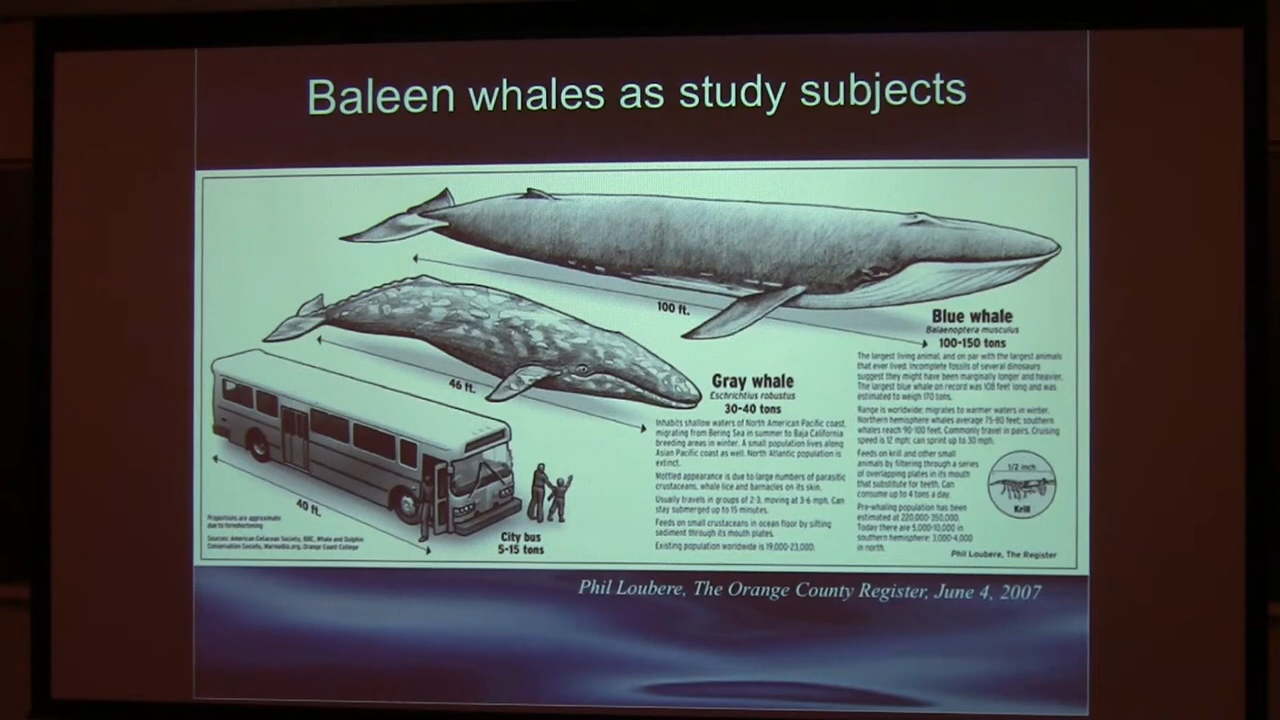 Baleen whales as study subjects
100 ft.
Blue whale
Balaenoptera musculus
100-150 tons
The largest living animal, and on par with the largest animals
that ever lived. Incomplete fossils of several dinosaurs
suggest they might have been marginally longer and heavier.
The largest blue whale on record was 108 feet long and was
estimated to weigh 170 tons.
Range is worldwide; migrates to warmer waters in winter.
Northern hemisphere whales average 75-80 feet; southern
whales reach 90-100 feet. Commonly travel in pairs. Cruising
speed is 12 mph; can sprint up to 30 mph.
Feeds on krill and other small
animals by filtering through a series
of overlapping plates in its mouth
that substitute for teeth. Can
consume up to 4 tons a day.
Pre-whaling population has been
estimated at 220,000-350,000.
Today there are 5,000-10,000 in
southern hemisphere; 3,000-4,000
in north.
1/2 inch
Krill
Phil Loubere, The Register
46 ft.
Gray whale
Eschrichtius robustus
30-40 tons
Inhabits shallow waters of North American Pacific coast,
migrating from Bering Sea in summer to Baja California
breeding areas in winter. A small population lives along
Asian Pacific coast as well. North Atlantic population is
extinct.
Mottled appearance is due to large numbers of parasitic
crustaceans, whale lice and barnacles on its skin.
Usually travels in groups of 2-3, moving at 3-6 mph. Can
stay submerged up to 15 minutes.
Feeds on small crustaceans in ocean floor by sifting
sediment through its mouth plates.
Existing population worldwide is 19,000-23,000.
40 ft.
City bus
5-15 tons
Proportions are approximate
due to foreshortening
Sources: American Cetacean Society, BBC, Whale and Dolphin
Conservation Society, Marinebio.org, Orange Coast College
Phil Loubere, The Orange County Register, June 4, 2007